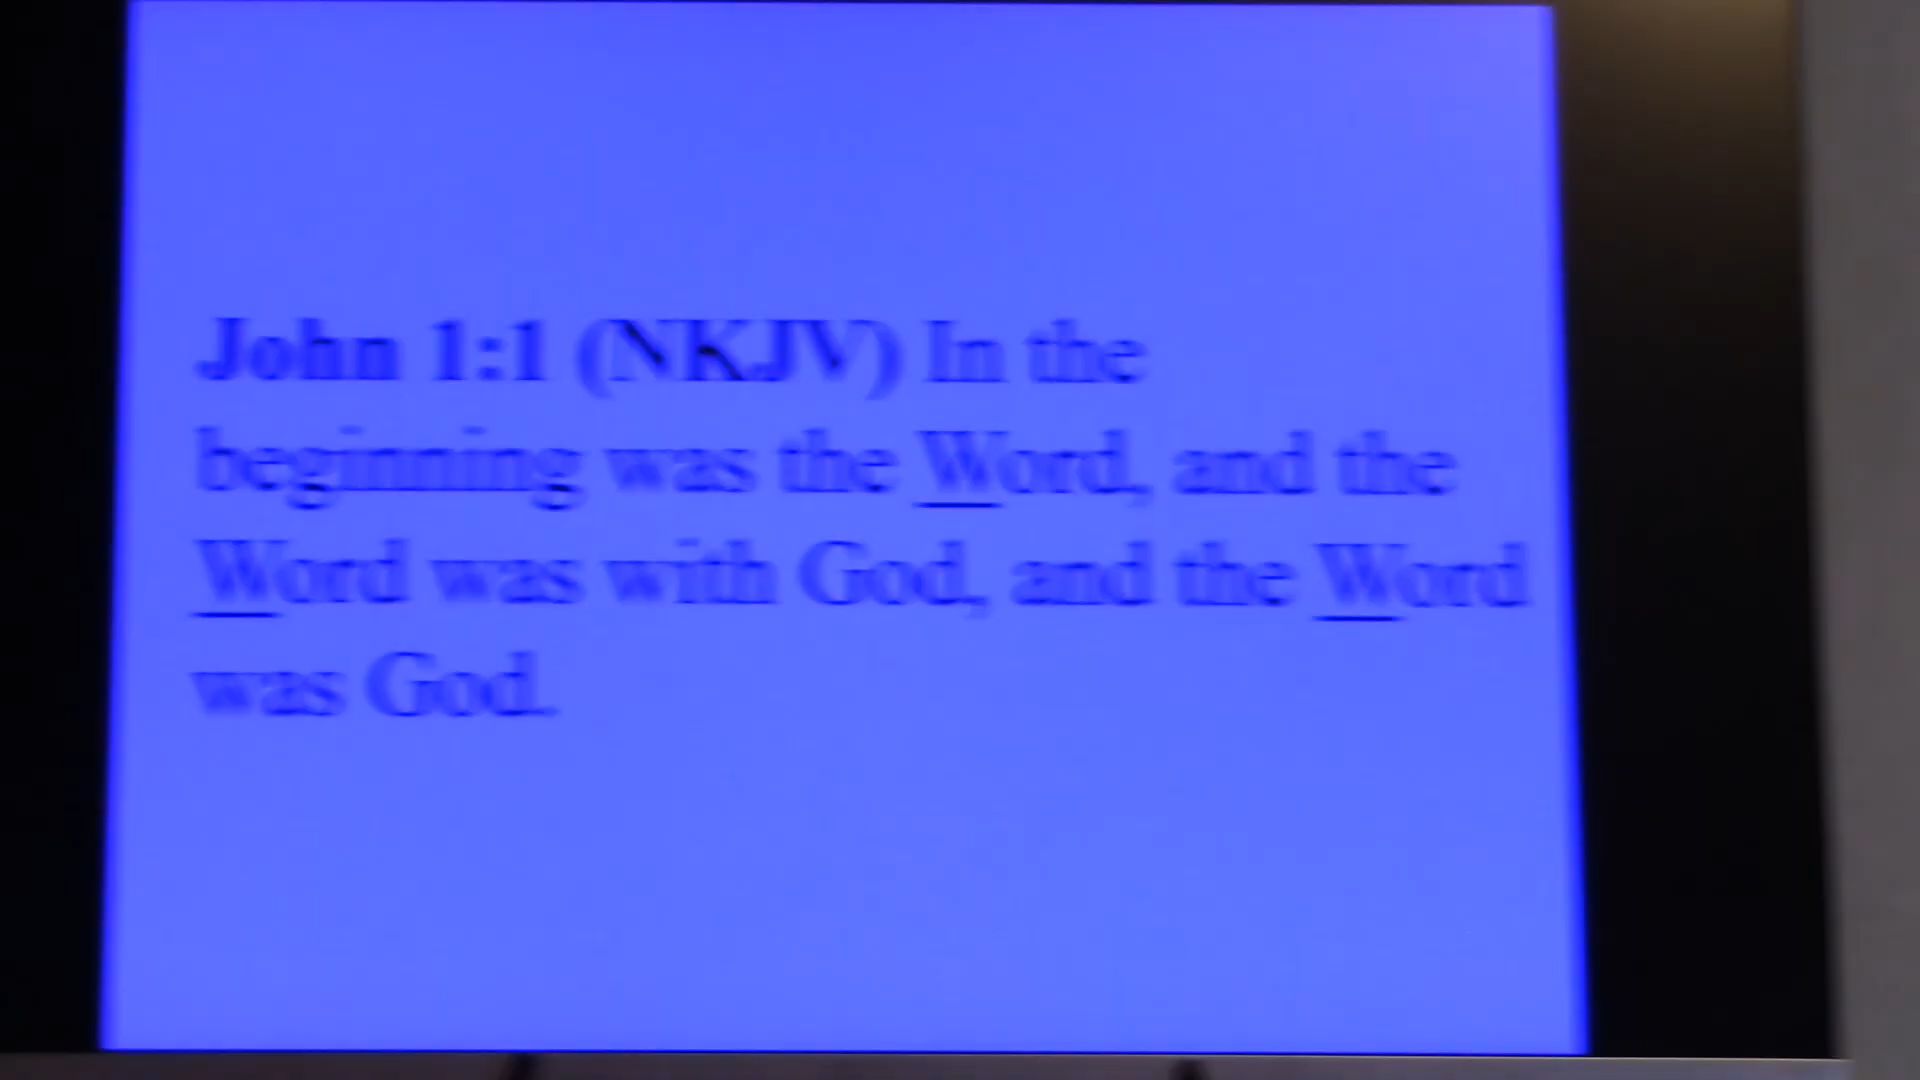 John 1:1 (NKJV) In the
beginning was the Word, and the
Word was with God, and the Word
was God.